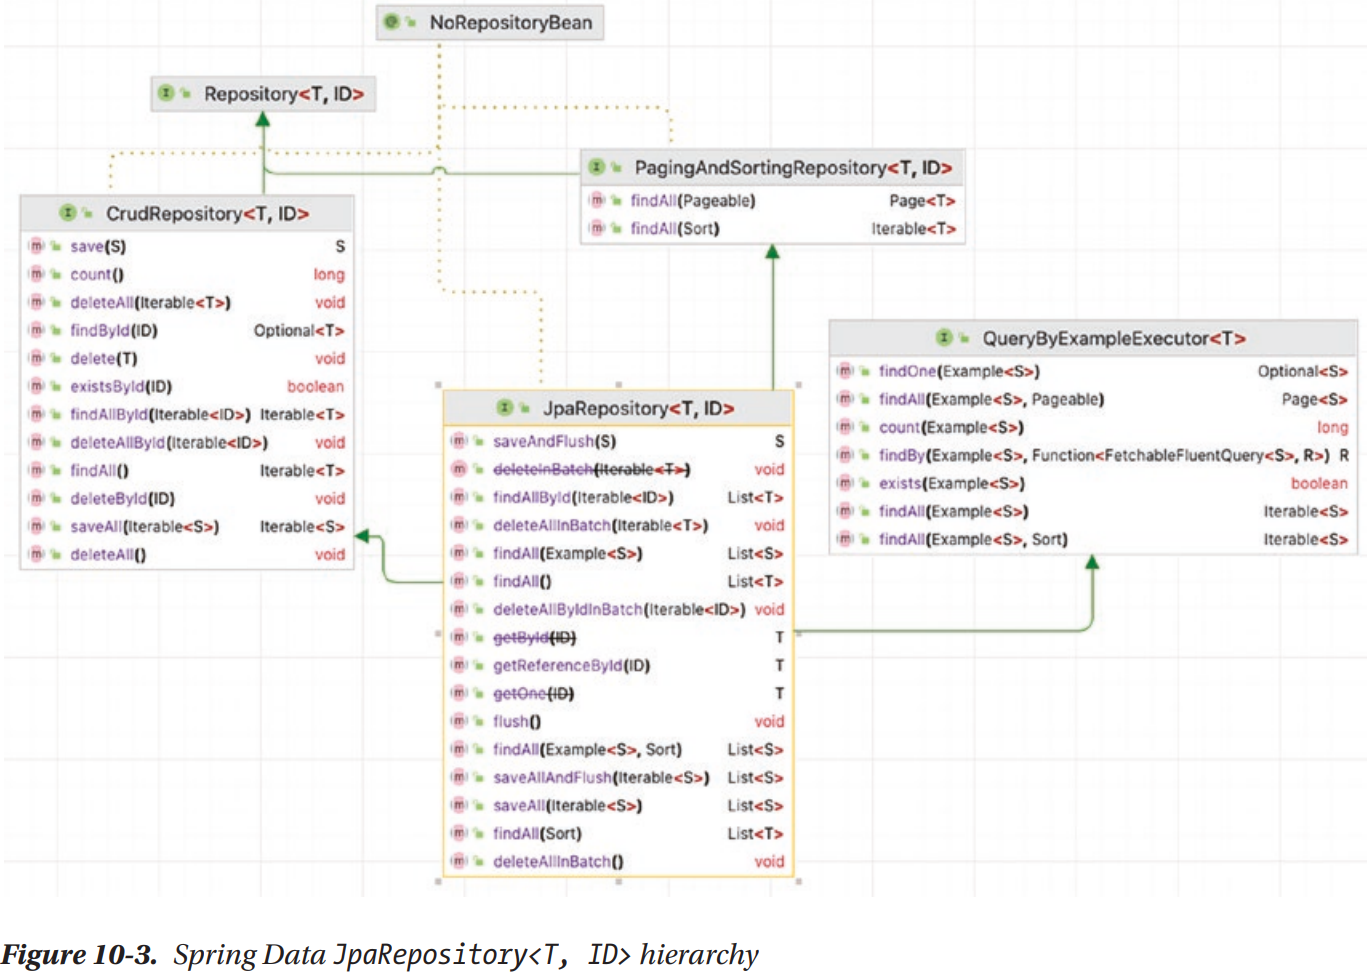 NoRepositoryBean
Repository<T, ID>
PagingAndSortingRepository<T, ID>
findAll(Pageable) Page<T>
findAll(Sort) Iterable<T>
CrudRepository<T, ID>
save(S) S
count() long
deleteAll(Iterable<T>) void
findById(ID) Optional<T>
delete(T) void
existsById(ID) boolean
findAllById(Iterable<ID>) Iterable<T>
deleteAllById(Iterable<ID>) void
findAll() Iterable<T>
deleteById(ID) void
saveAll(Iterable<S>) Iterable<S>
deleteAll() void
QueryByExampleExecutor<T>
findOne(Example<S>) Optional<S>
findAll(Example<S>, Pageable) Page<S>
count(Example<S>) long
findBy(Example<S>, Function<FetchableFluentQuery<S>, R>) R
exists(Example<S>) boolean
findAll(Example<S>) Iterable<S>
findAll(Example<S>, Sort) Iterable<S>
JpaRepository<T, ID>
saveAndFlush(S) S
deleteInBatch(Iterable<T>) void
findAllById(Iterable<ID>) List<T>
deleteAllInBatch(Iterable<T>) void
findAll(Example<S>) List<S>
findAll() List<T>
deleteAllByIdInBatch(Iterable<ID>) void
getById(ID) T
getReferenceById(ID) T
getOne(ID) T
flush() void
findAll(Example<S>, Sort) List<S>
saveAllAndFlush(Iterable<S>) List<S>
saveAll(Iterable<S>) List<S>
findAll(Sort) List<T>
deleteAllInBatch() void
Figure 10-3. Spring Data JpaRepository<T, ID> hierarchy